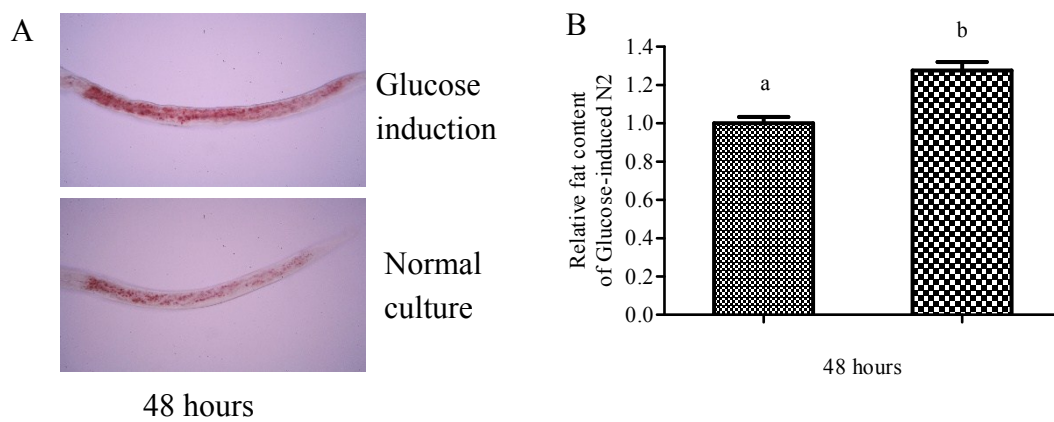 A
Glucose
induction
Normal
culture
48 hours
B
Relative fat content
of Glucose-induced N2
1.4
1.2
1.0
0.8
0.6
0.4
0.2
0.0
a
b
48 hours